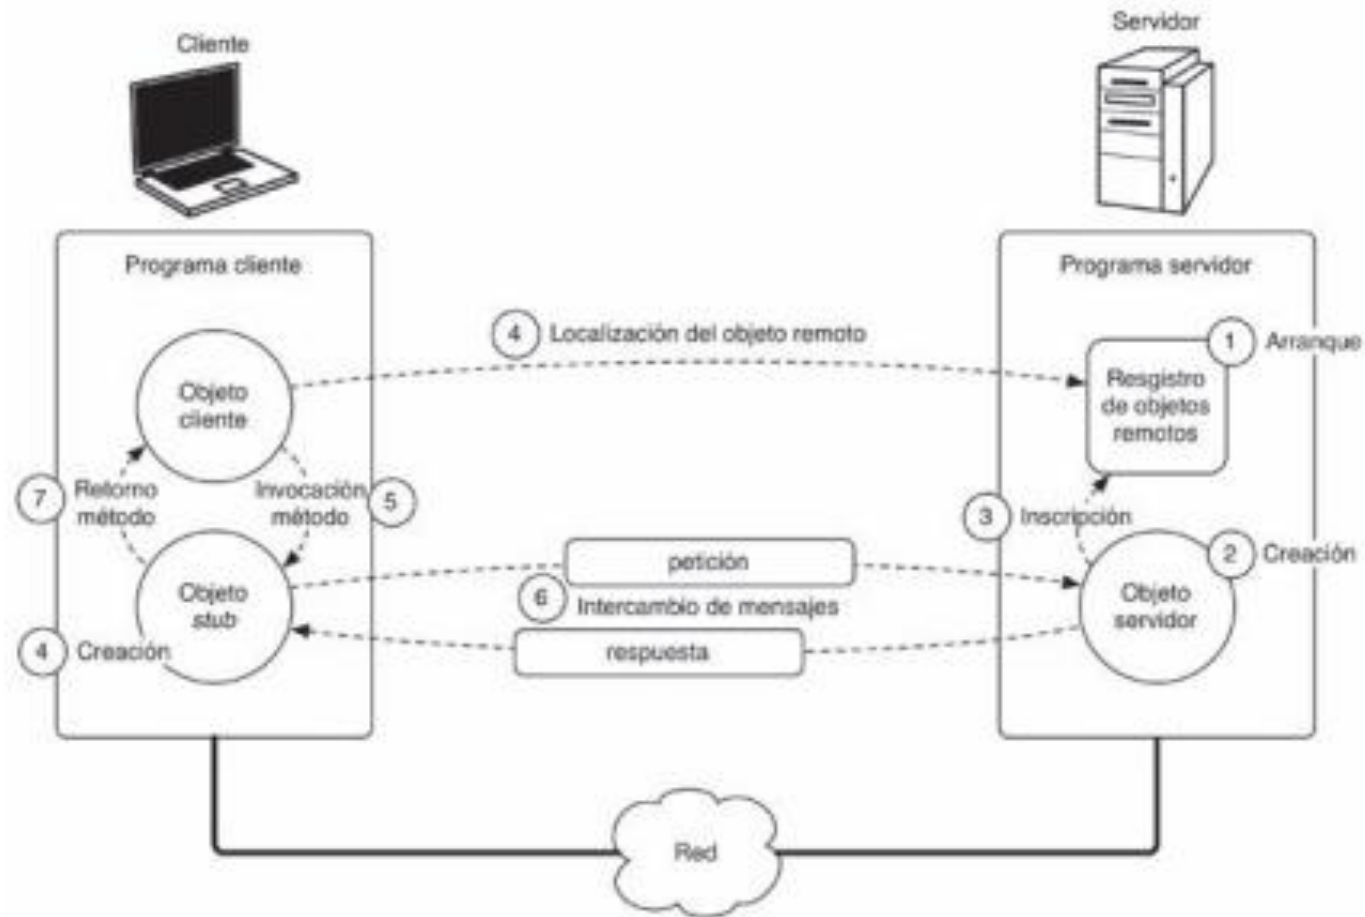 Cliente
Servidor
Programa cliente
Programa servidor
4 Localización del objeto remoto
1 Arranque
Objeto
cliente
Resgistro
de objetos
remotos
7 Retorno
método
Invocación
método 5
3 Inscripción
petición
2 Creación
Objeto
stub
6 Intercambio de mensajes
Objeto
servidor
4 Creación
respuesta
Red